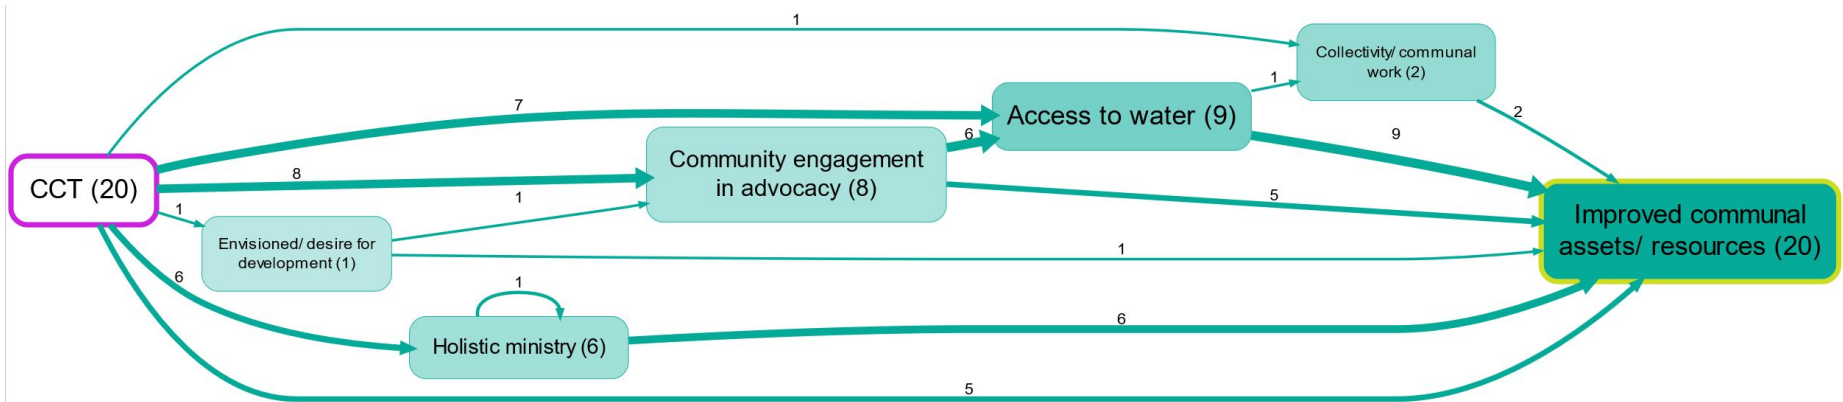 1
Collectivity/ communal
work (2)
1
2
7
Access to water (9)
6
9
Community engagement
in advocacy (8)
8
CCT (20)
1
1
5
Improved communal
assets/ resources (20)
Envisioned/ desire for
development (1)
1
6
1
Holistic ministry (6)
6
5